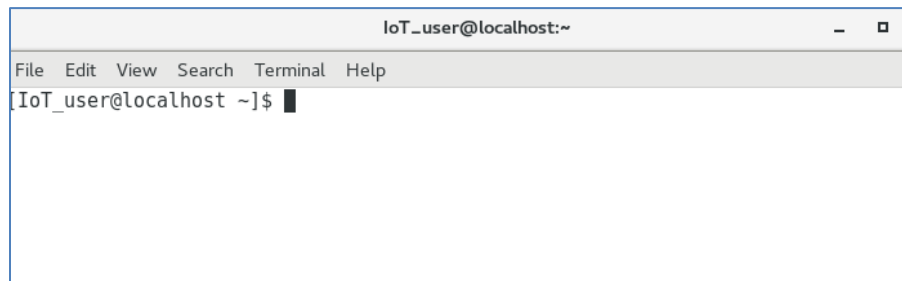 IoT_user@localhost:~
File Edit View Search Terminal Help
[IoT_user@localhost ~]$